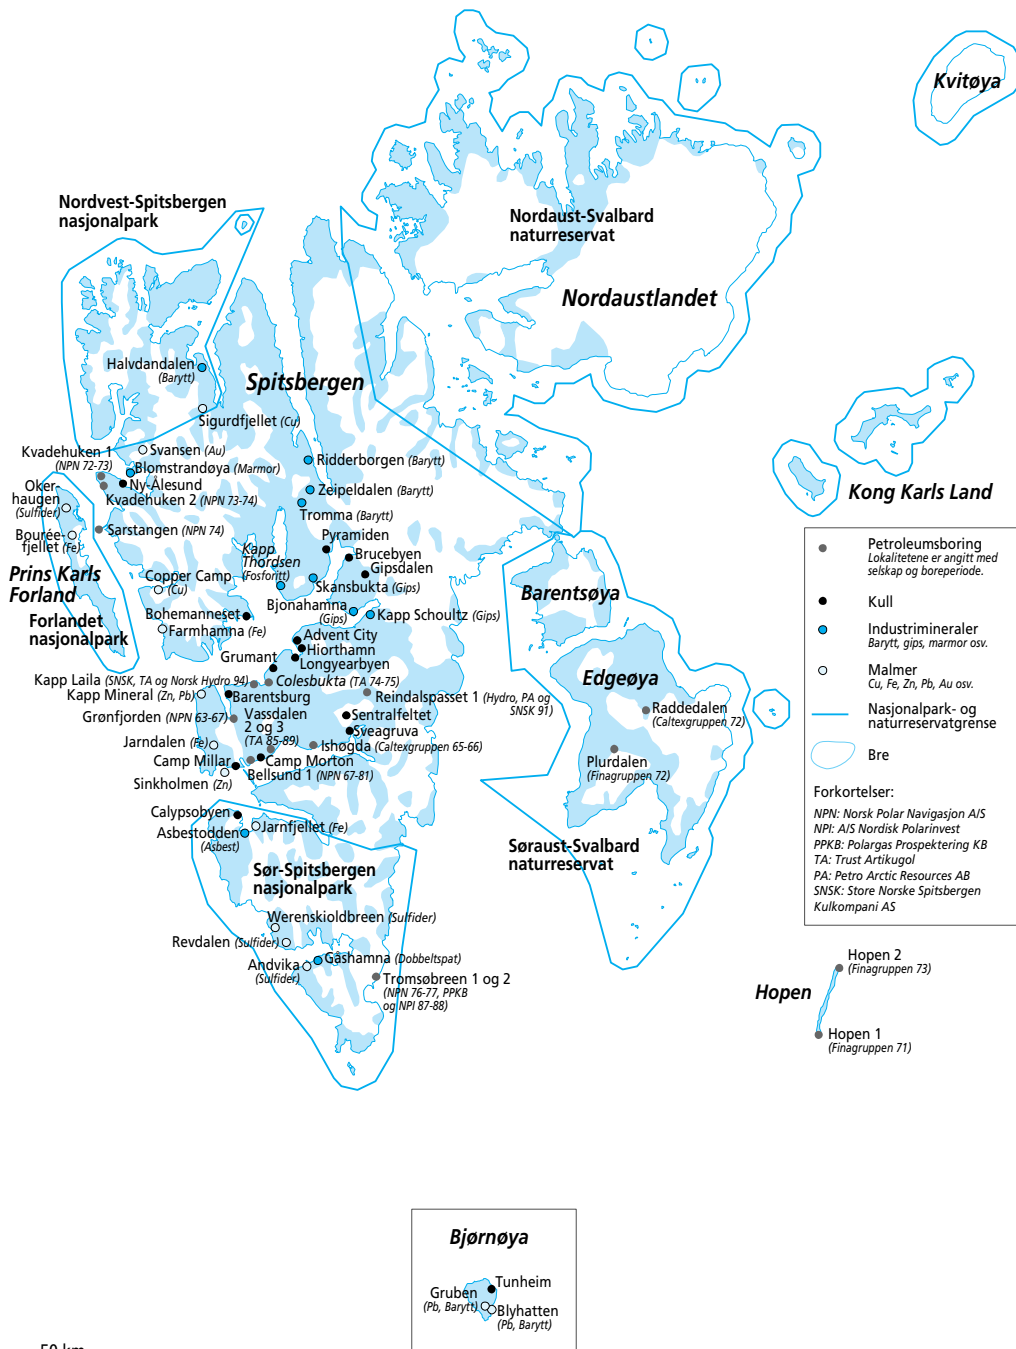 Kvitøya
Nordvest-Spitsbergen
nasjonalpark
Nordaust-Svalbard
naturreservat
Nordaustlandet
Halvdandalen
(Barytt)
Spitsbergen
Sigurdfjellet (Cu)
Kvadehuken 1
(NPN 72-73)
Svansen (Au)
Blomstrandøya (Marmor)
Ny-Ålesund
Kvadehuken 2 (NPN 73-74)
Ridderborgen (Barytt)
Zeipeldalen (Barytt)
Tromma (Barytt)
Oker-
haugen
(Sulfider)
Sarstangen (NPN 74)
Bourée-
fjellet (Fe)
Kong Karls Land
Pyramiden
Brucebyen
Gipsdalen
Kapp
Thordsen
(Fosforitt)
Skansbukta (Gips)
Prins Karls
Forland
Forlandet
nasjonalpark
Copper Camp
(Cu)
Bohemanneset
Farmhamna (Fe)
Bjonahamna
(Gips)
Kapp Schoultz (Gips)
Barentsøya
Advent City
Hiorthamn
Longyearbyen
Grumant
Kapp Laila (SNSK, TA og Norsk Hydro 94)
Colesbukta (TA 74-75)
Kapp Mineral (Zn, Pb)
Barentsburg
Reindalspasset 1 (Hydro, PA og
SNSK 91)
Edgeøya
Raddedalen
(Caltexgruppen 72)
Grønfjorden (NPN 63-67)
Vassdalen
2 og 3
(TA 85-89)
Sentralfeltet
Sveagruva
Jarndalen (Fe)
Ishøgda (Caltexgruppen 65-66)
Plurdalen
(Finagruppen 72)
Camp Millar
Camp Morton
Sinkholmen (Zn)
Bellsund 1 (NPN 67-81)
Calypsobyen
Jarnfjellet (Fe)
Asbestodden
(Asbest)
Søraust-Svalbard
naturreservat
Sør-Spitsbergen
nasjonalpark
Werenskioldbreen (Sulfider)
Revdalen (Sulfider)
Gåshamna (Dobbeltspat)
Andvika
(Sulfider)
Tromsøbreen 1 og 2
(NPN 76-77, PPKB
og NPI 87-88)
Petroleumsboring
Lokalitetene er angitt med
selskap og boreperiode.
Kull
Industrimineraler
Barytt, gips, marmor osv.
Malmer
Cu, Fe, Zn, Pb, Au osv.
Nasjonalpark- og
naturreservatgrense
Bre
Forkortelser:
NPN: Norsk Polar Navigasjon A/S
NPI: A/S Nordisk Polarinvest
PPKB: Polargas Prospektering KB
TA: Trust Artikugol
PA: Petro Arctic Resources AB
SNSK: Store Norske Spitsbergen
Kulkompani AS
Hopen 2
(Finagruppen 73)
Hopen
Hopen 1
(Finagruppen 71)
Bjørnøya
Tunheim
Gruben
(Pb, Barytt)
Blyhatten
(Pb, Barytt)
50 km